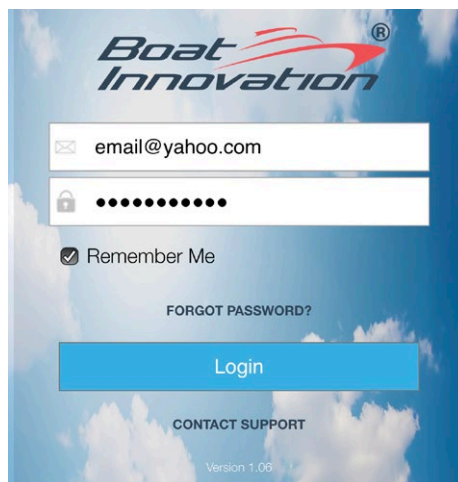 Boat
Innovation®
email@yahoo.com
•••••••••••
Remember Me
FORGOT PASSWORD?
Login
CONTACT SUPPORT
Version 1.06